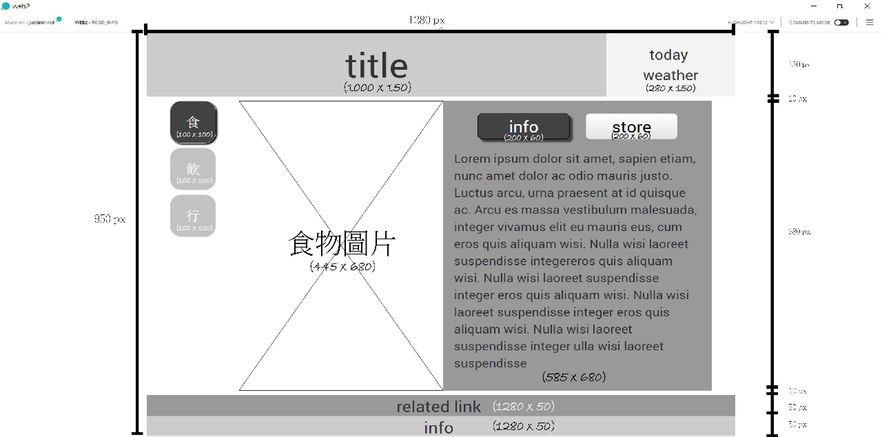 web2
Made with justinmind
WEB2 / FOOD_INFO
HIGHLIGHT AREAS
COMMENTS MODE
1280 px
title
(1000 x 150)
today
weather
(280 x 150)
150 px
10 px
食
(100 x 100)
飲
(100 x 100)
行
(100 x 100)
950 px
食物圖片
(445 x 680)
info
(200 x 60)
store
(200 x 60)
Lorem ipsum dolor sit amet, sapien etiam,
nunc amet dolor ac odio mauris justo.
Luctus arcu, urna praesent at id quisque
ac. Arcu es massa vestibulum malesuada,
integer vivamus elit eu mauris eus, cum
eros quis aliquam wisi. Nulla wisi laoreet
suspendisse integereros quis aliquam
wisi. Nulla wisi laoreet suspendisse
integer eros quis aliquam wisi. Nulla wisi
laoreet suspendisse integer eros quis
aliquam wisi. Nulla wisi laoreet
suspendisse integer ulla wisi laoreet
suspendisse
(585 x 680)
680 px
10 px
related link (1280 x 50)
50 px
info (1280 x 50)
50 px